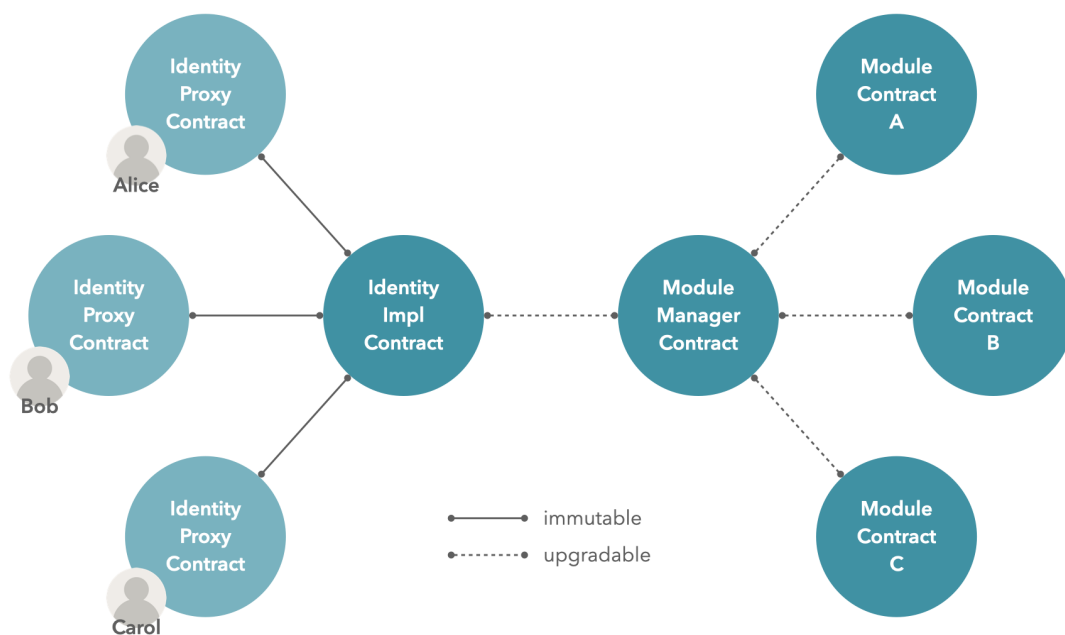 Identity
Proxy
Contract
Alice
Module
Contract
A
Identity
Proxy
Contract
Bob
Identity
Impl
Contract
Module
Manager
Contract
Module
Contract
B
Identity
Proxy
Contract
Carol
immutable
upgradable
Module
Contract
C